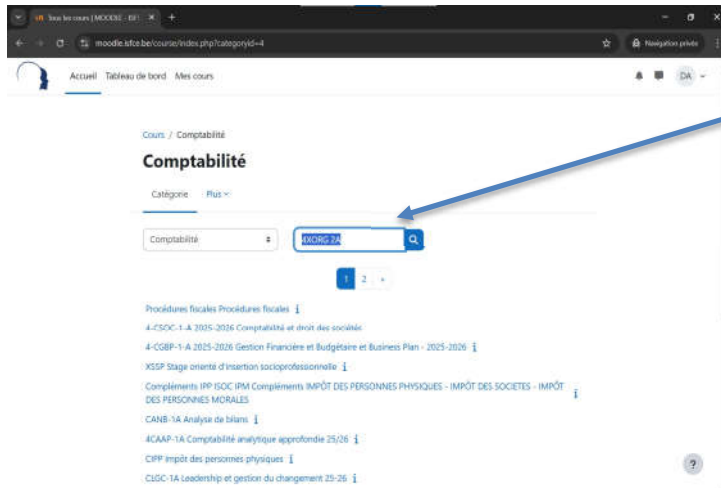 Tous les cours | MOODLE - ISF
moodle.isfce.be/course/index.php?categoryid=4
Navigation privée
Accueil Tableau de bord Mes cours
DA
Cours / Comptabilité
Comptabilité
Catégorie Plus
Comptabilité
4XORG 2A
1 2 »
Procédures fiscales Procédures fiscales
4-CSOC-1-A 2025-2026 Comptabilité et droit des sociétés
4-CGBP-1-A 2025-2026 Gestion Financière et Budgétaire et Business Plan - 2025-2026
XSSP Stage orienté d'insertion socioprofessionnelle
Compléments IPP ISOC IPM Compléments IMPÔT DES PERSONNES PHYSIQUES - IMPÔT DES SOCIETES - IMPÔT
DES PERSONNES MORALES
CANB-1A Analyse de bilans
4CAAP-1A Comptabilité analytique approfondie 25/26
CIPP Impôt des personnes physiques
CLGC-1A Leadership et gestion du changement 25-26
?